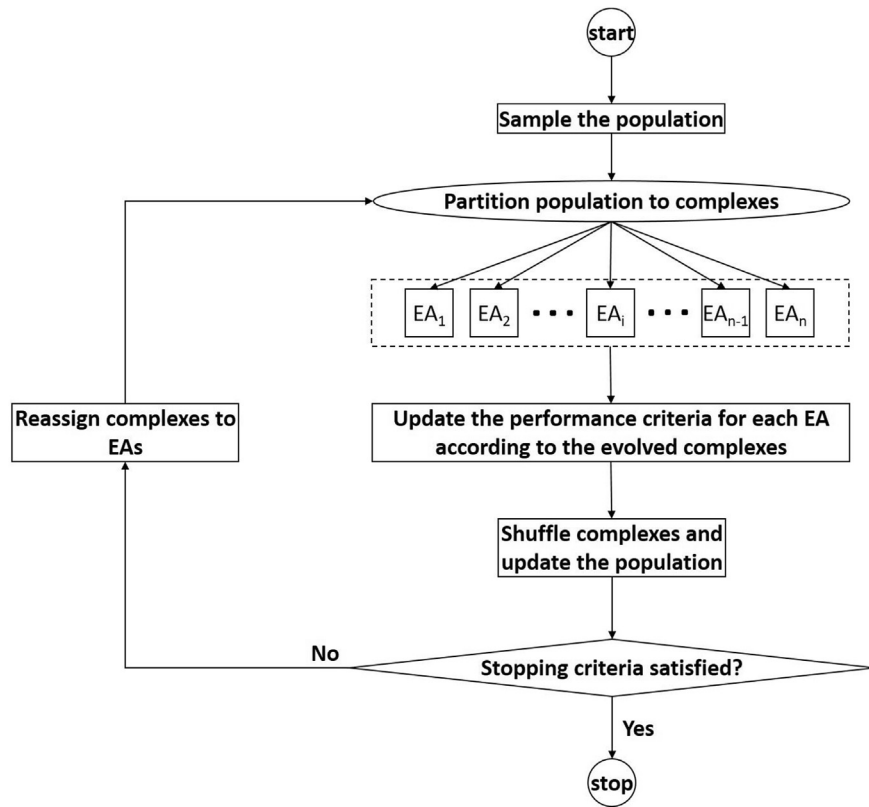 start
Sample the population
Partition population to complexes
EA₁ EA₂ • • • EAᵢ • • • EAₙ₋₁ EAₙ
Update the performance criteria for each EA
according to the evolved complexes
Reassign complexes to
EAs
Shuffle complexes and
update the population
Stopping criteria satisfied?
No
Yes
stop